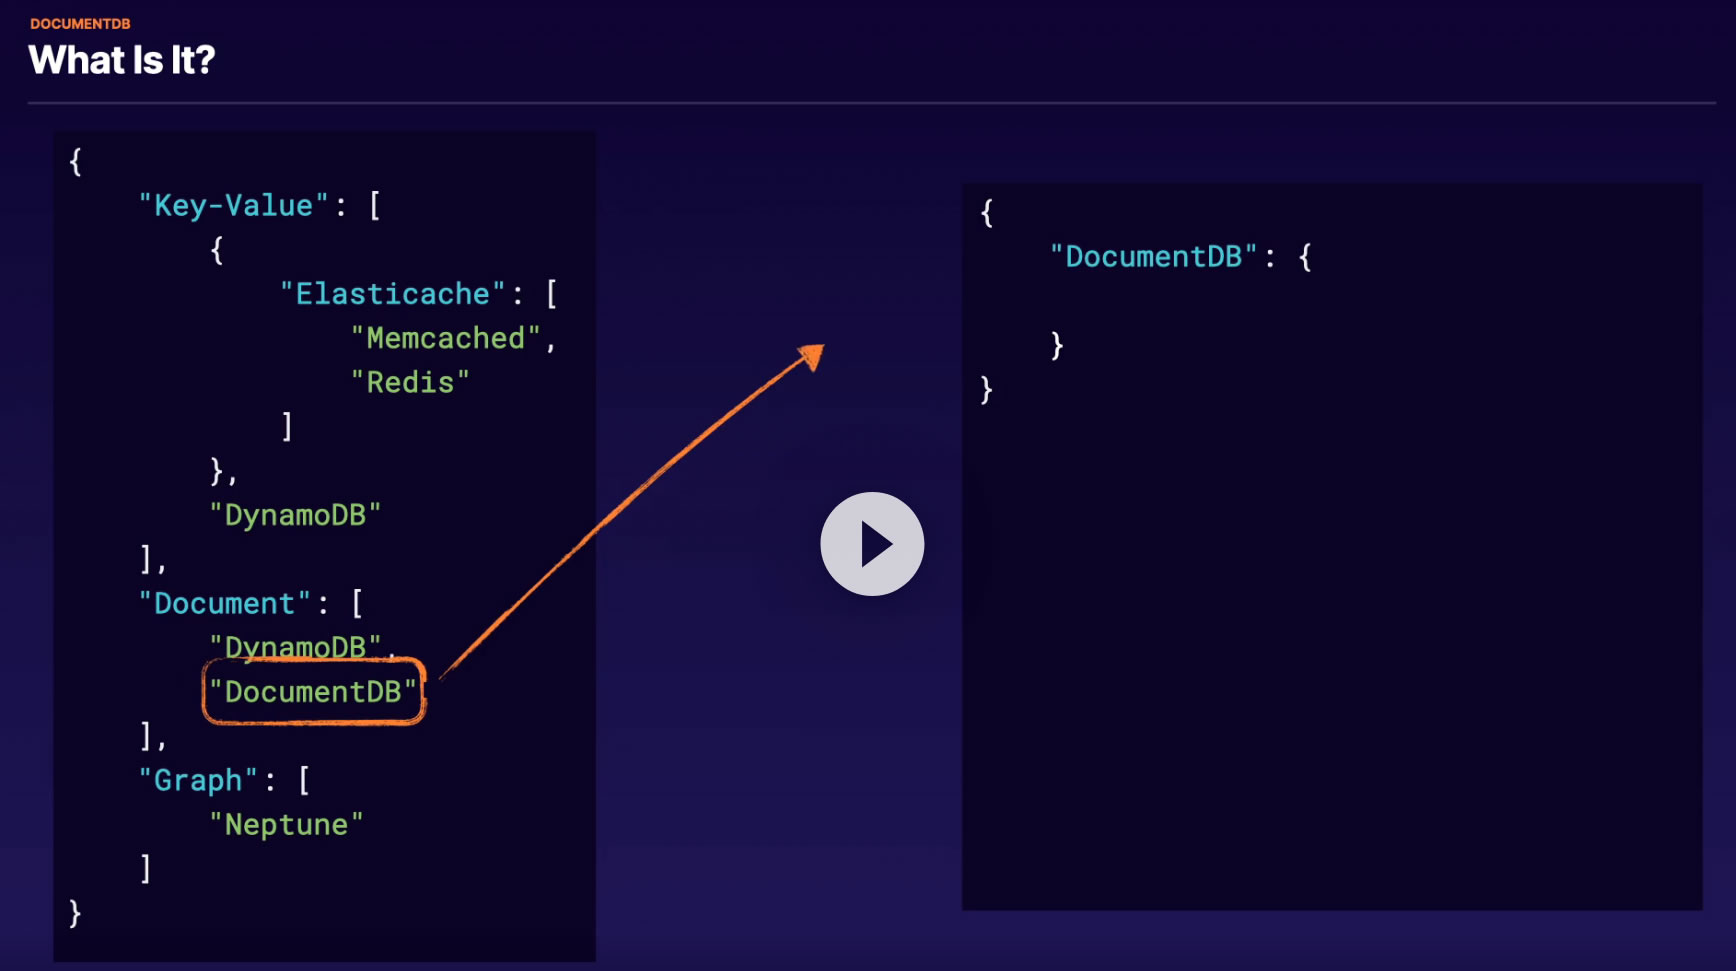 DOCUMENTDB
What Is It?
{
"Key-Value": [
{
"Elasticache": [
"Memcached",
"Redis"
]
},
"DynamoDB"
],
"Document": [
"DynamoDB",
"DocumentDB"
],
"Graph": [
"Neptune"
]
}
{
"DocumentDB": {
}
}